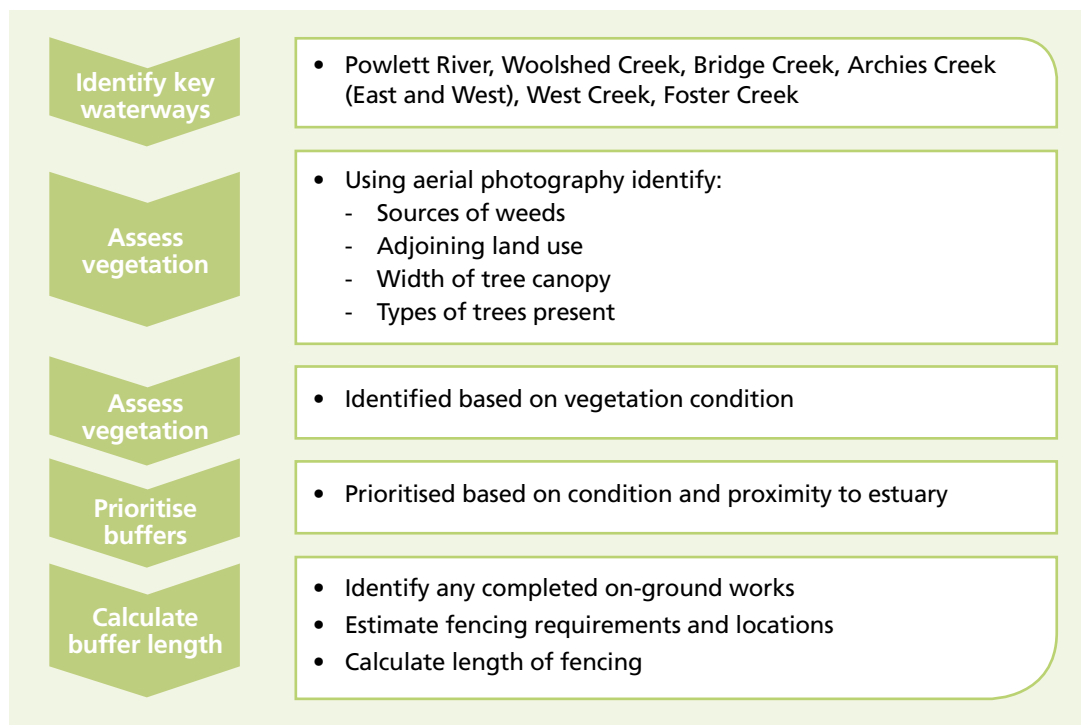 Identify key
waterways
• Powlett River, Woolshed Creek, Bridge Creek, Archies Creek
(East and West), West Creek, Foster Creek
Assess
vegetation
• Using aerial photography identify:
- Sources of weeds
- Adjoining land use
- Width of tree canopy
- Types of trees present
Assess
vegetation
• Identified based on vegetation condition
Prioritise
buffers
• Prioritised based on condition and proximity to estuary
Calculate
buffer length
• Identify any completed on-ground works
• Estimate fencing requirements and locations
• Calculate length of fencing